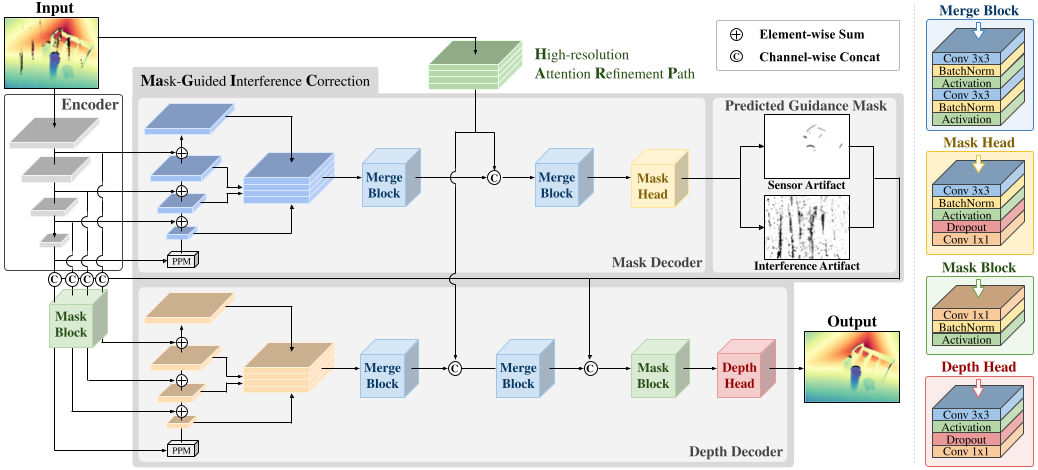 Input
Encoder
Mask-Guided Interference Correction
High-resolution
Attention Refinement Path
Element-wise Sum
C
Channel-wise Concat
Merge
Block
C
Merge
Block
Mask
Head
Predicted Guidance Mask
Sensor Artifact
Interference Artifact
PPM
Mask Decoder
C
C
C
C
Mask
Block
Merge
Block
C
Merge
Block
C
Mask
Block
Depth
Head
Output
PPM
Depth Decoder
Merge Block
Conv 3x3
BatchNorm
Activation
Conv 3x3
BatchNorm
Activation
Mask Head
Conv 3x3
BatchNorm
Activation
Dropout
Conv 1x1
Mask Block
Conv 1x1
BatchNorm
Activation
Depth Head
Conv 3x3
Activation
Dropout
Conv 1x1